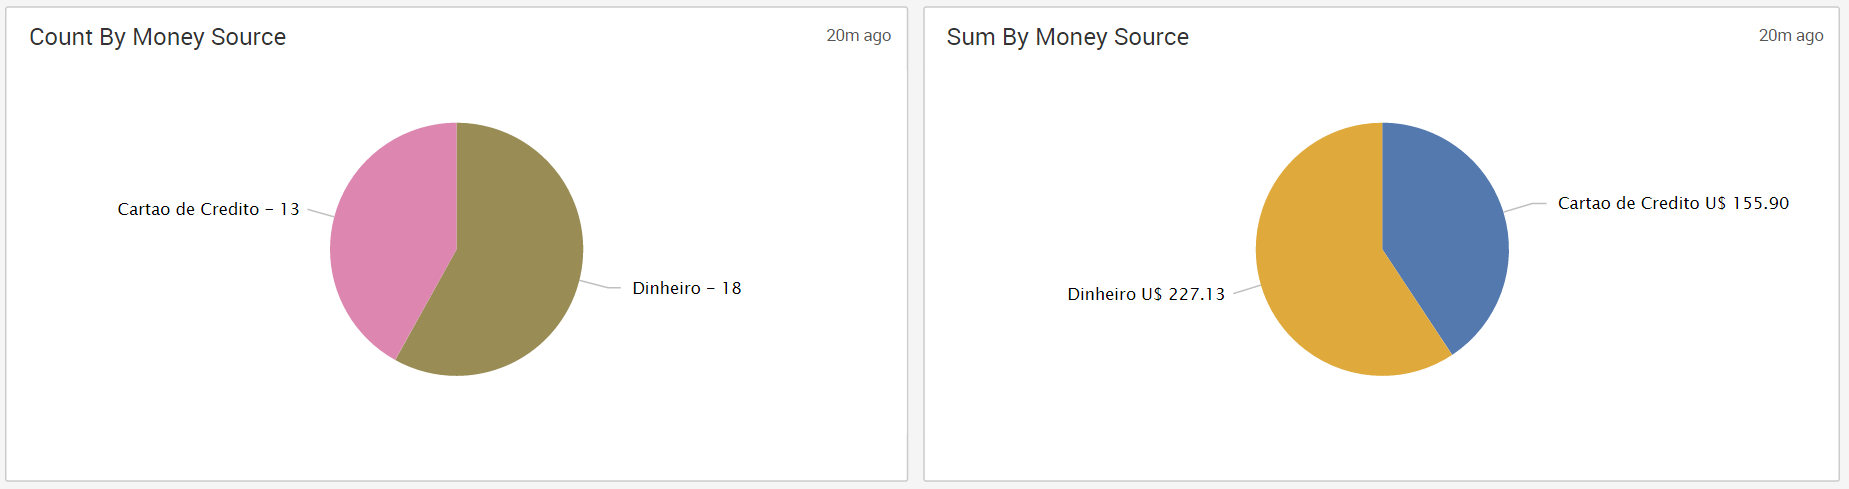 Count By Money Source
20m ago
Cartao de Credito - 13
Dinheiro - 18
Sum By Money Source
20m ago
Cartao de Credito U$ 155.90
Dinheiro U$ 227.13